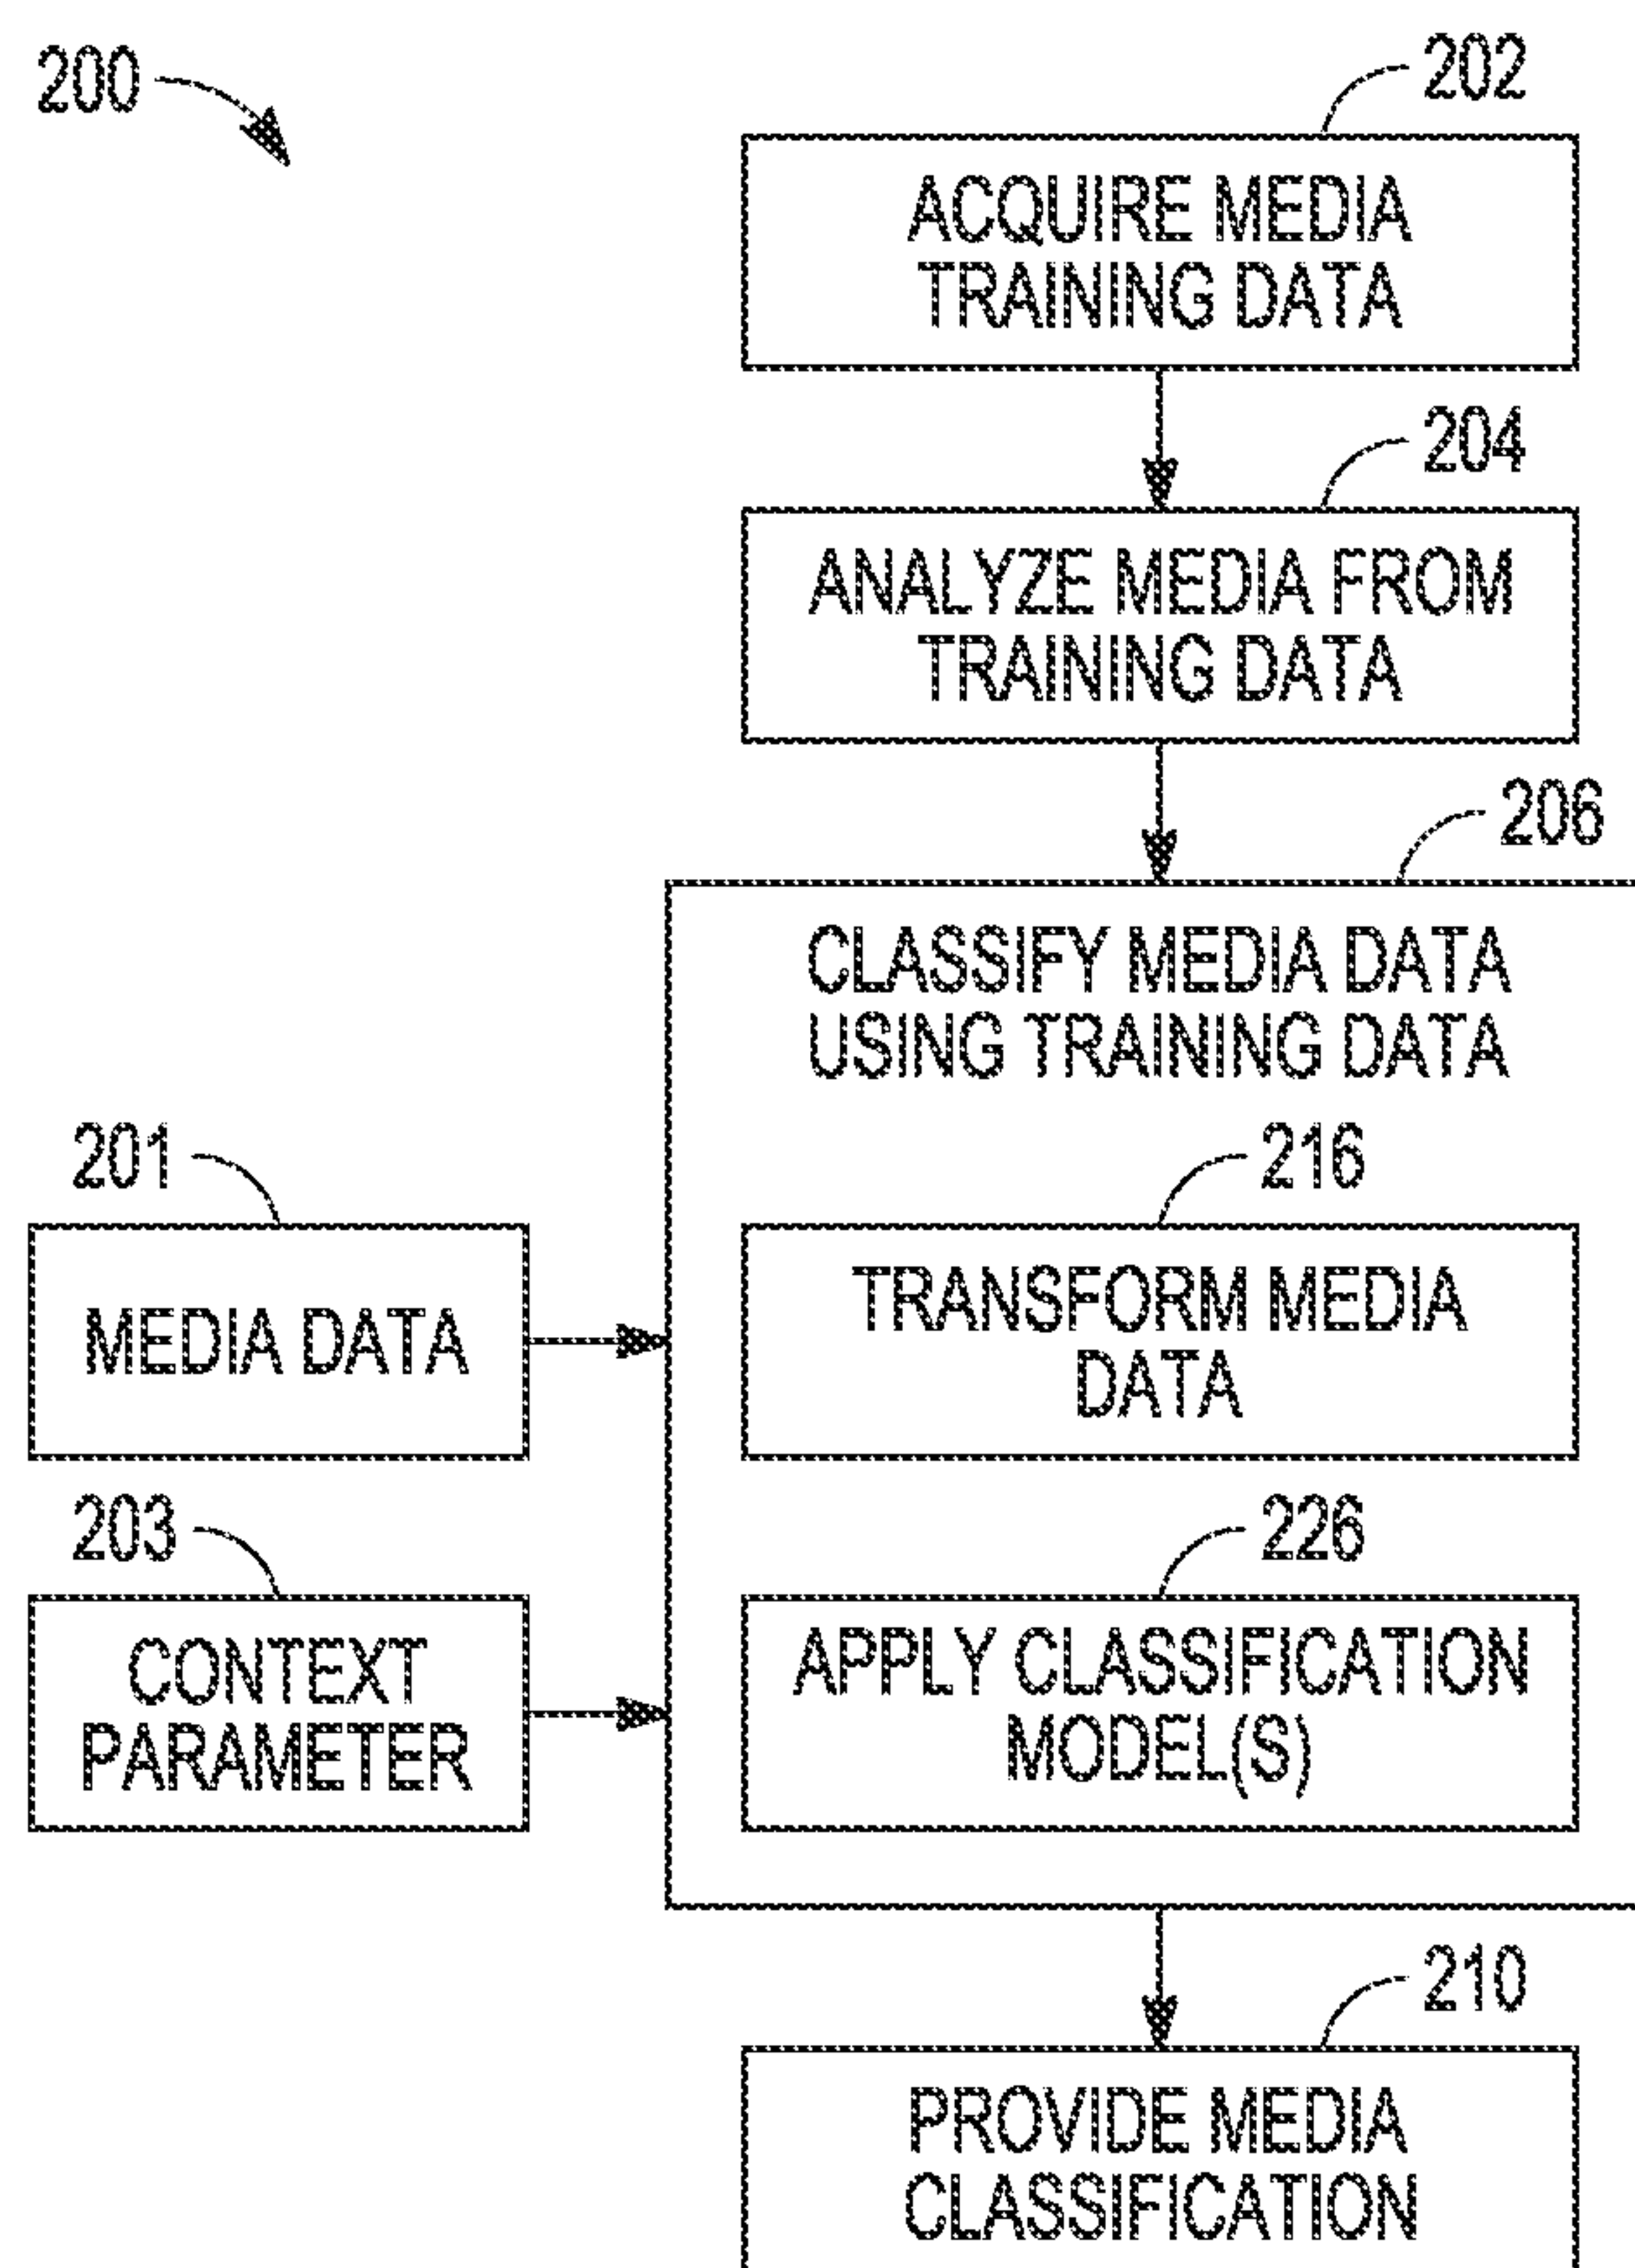 200
202
ACQUIRE MEDIA
TRAINING DATA
204
ANALYZE MEDIA FROM
TRAINING DATA
206
CLASSIFY MEDIA DATA
USING TRAINING DATA
201
216
MEDIA DATA
TRANSFORM MEDIA
DATA
203
226
CONTEXT
PARAMETER
APPLY CLASSIFICATION
MODEL(S)
210
PROVIDE MEDIA
CLASSIFICATION